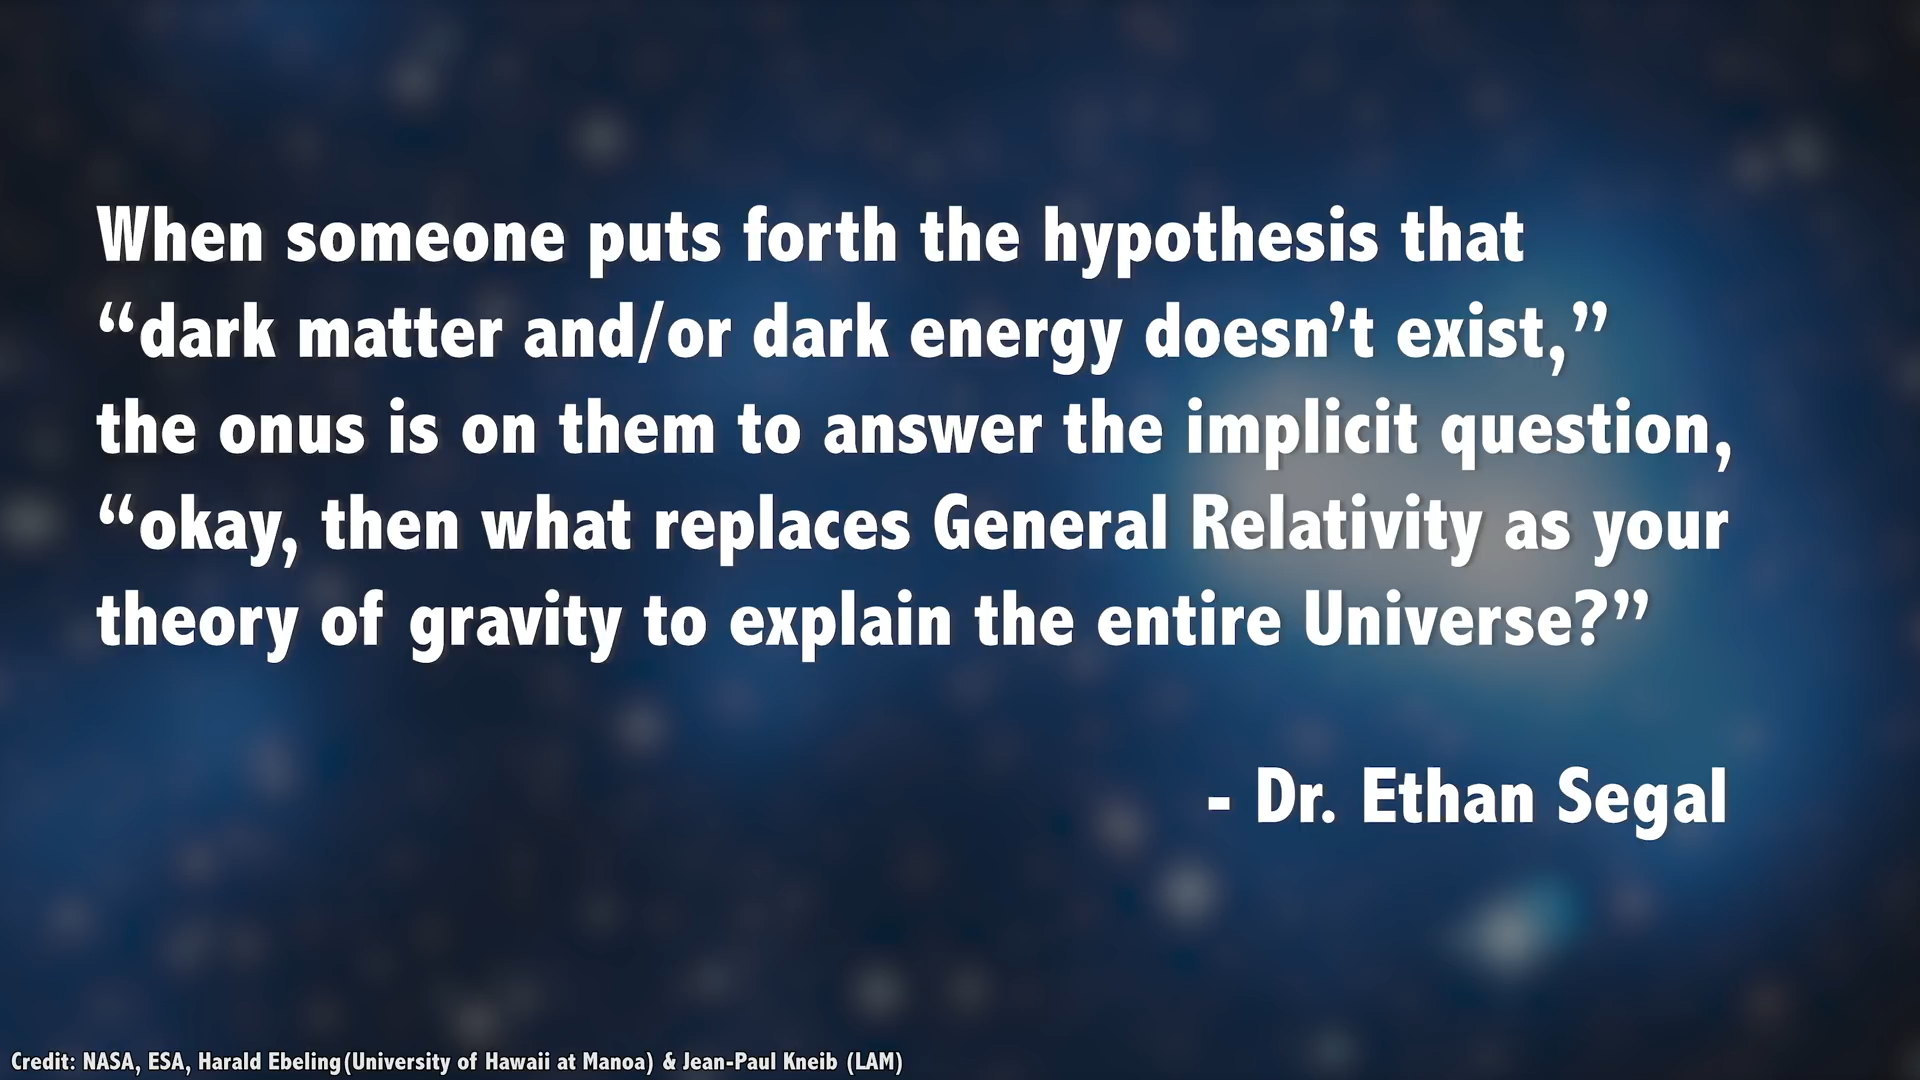 When someone puts forth the hypothesis that
“dark matter and/or dark energy doesn’t exist,”
the onus is on them to answer the implicit question,
“okay, then what replaces General Relativity as your
theory of gravity to explain the entire Universe?”
- Dr. Ethan Segal
Credit: NASA, ESA, Harald Ebeling(University of Hawaii at Manoa) & Jean-Paul Kneib (LAM)